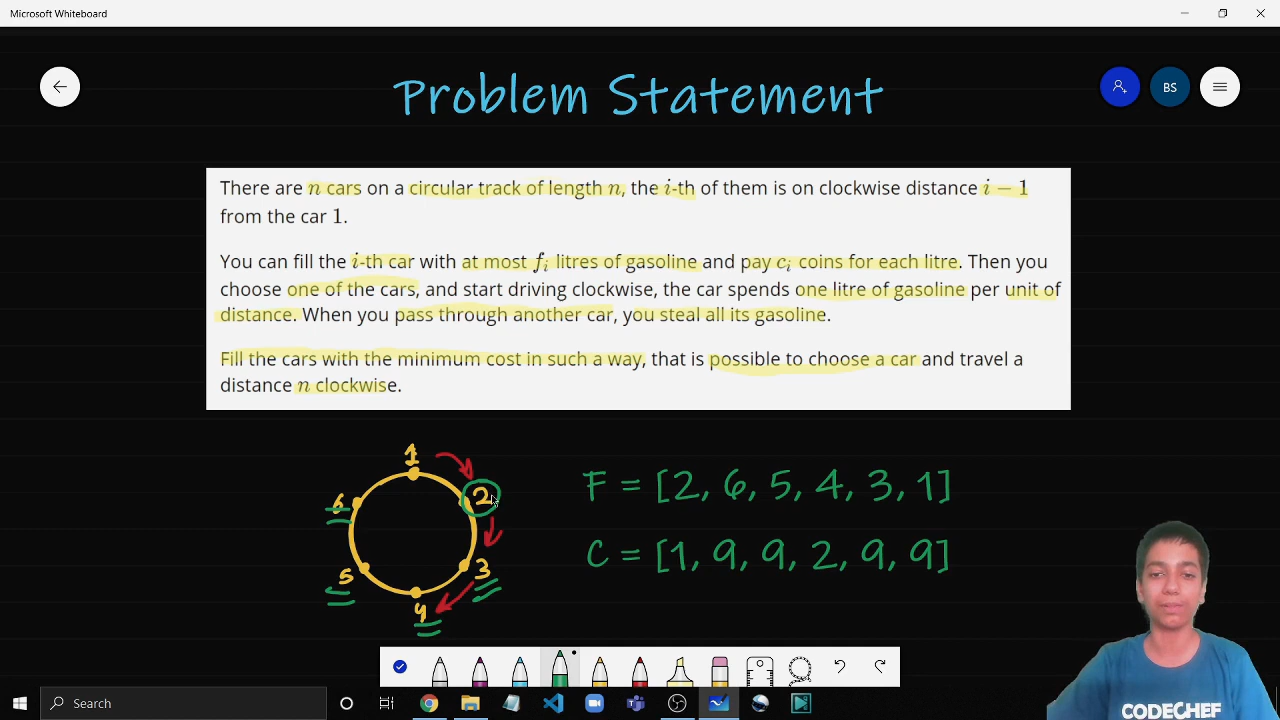 Microsoft Whiteboard
Problem Statement
BS
There are n cars on a circular track of length n, the i-th of them is on clockwise distance i − 1
from the car 1.
You can fill the i-th car with at most fᵢ litres of gasoline and pay cᵢ coins for each litre. Then you
choose one of the cars, and start driving clockwise, the car spends one litre of gasoline per unit of
distance. When you pass through another car, you steal all its gasoline.
Fill the cars with the minimum cost in such a way, that is possible to choose a car and travel a
distance n clockwise.
1
2
3
4
5
6
F = [2, 6, 5, 4, 3, 1]
C = [1, 9, 9, 2, 9, 9]
CODECHEF
Search